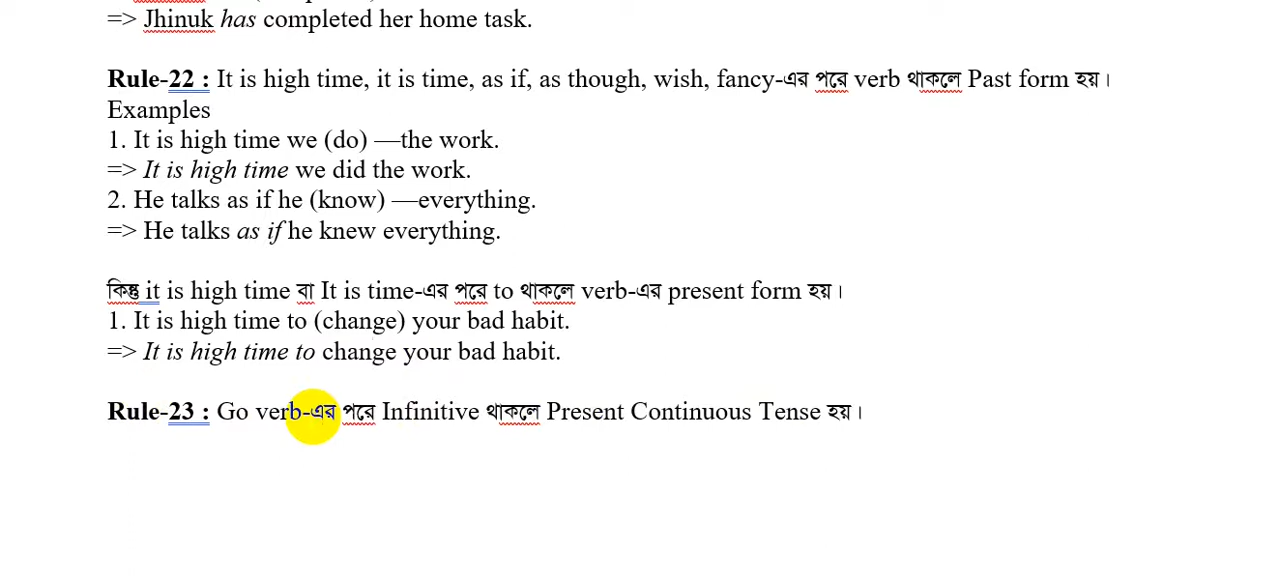 => Jhinuk has completed her home task.
Rule-22 : It is high time, it is time, as if, as though, wish, fancy-এর পরে verb থাকলে Past form হয়।
Examples
1. It is high time we (do) —the work.
=> It is high time we did the work.
2. He talks as if he (know) —everything.
=> He talks as if he knew everything.
কিন্তু it is high time বা It is time-এর পরে to থাকলে verb-এর present form হয়।
1. It is high time to (change) your bad habit.
=> It is high time to change your bad habit.
Rule-23 : Go verb-এর পরে Infinitive থাকলে Present Continuous Tense হয়।